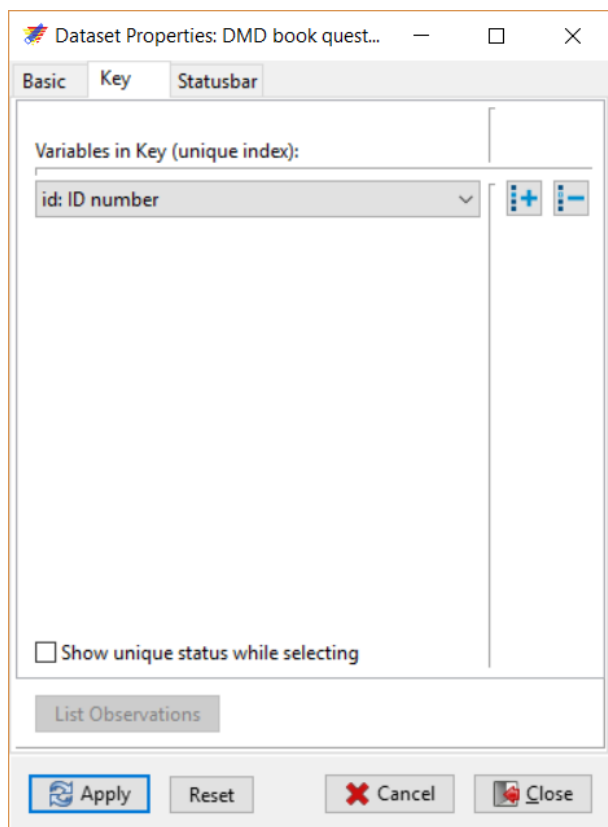 Dataset Properties: DMD book quest...
Basic Key Statusbar
Variables in Key (unique index):
id: ID number
Show unique status while selecting
List Observations
Apply Reset Cancel Close